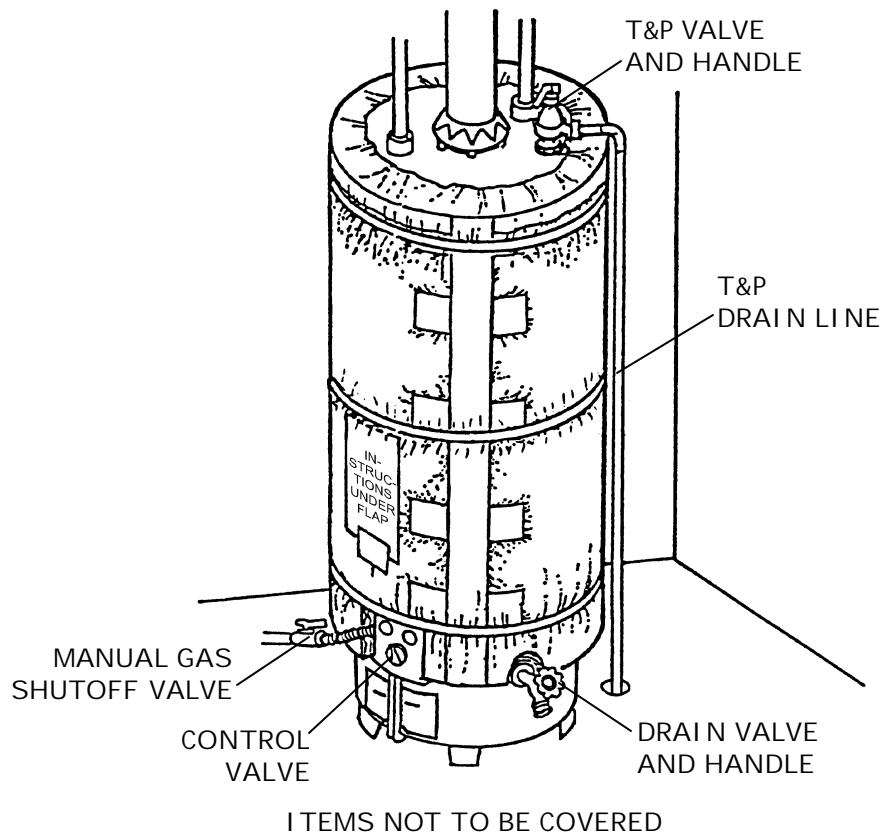 T&P VALVE
AND HANDLE
T&P
DRAIN LINE
IN-
STRUC-
TIONS
UNDER
FLAP
MANUAL GAS
SHUTOFF VALVE
CONTROL
VALVE
DRAIN VALVE
AND HANDLE
ITEMS NOT TO BE COVERED